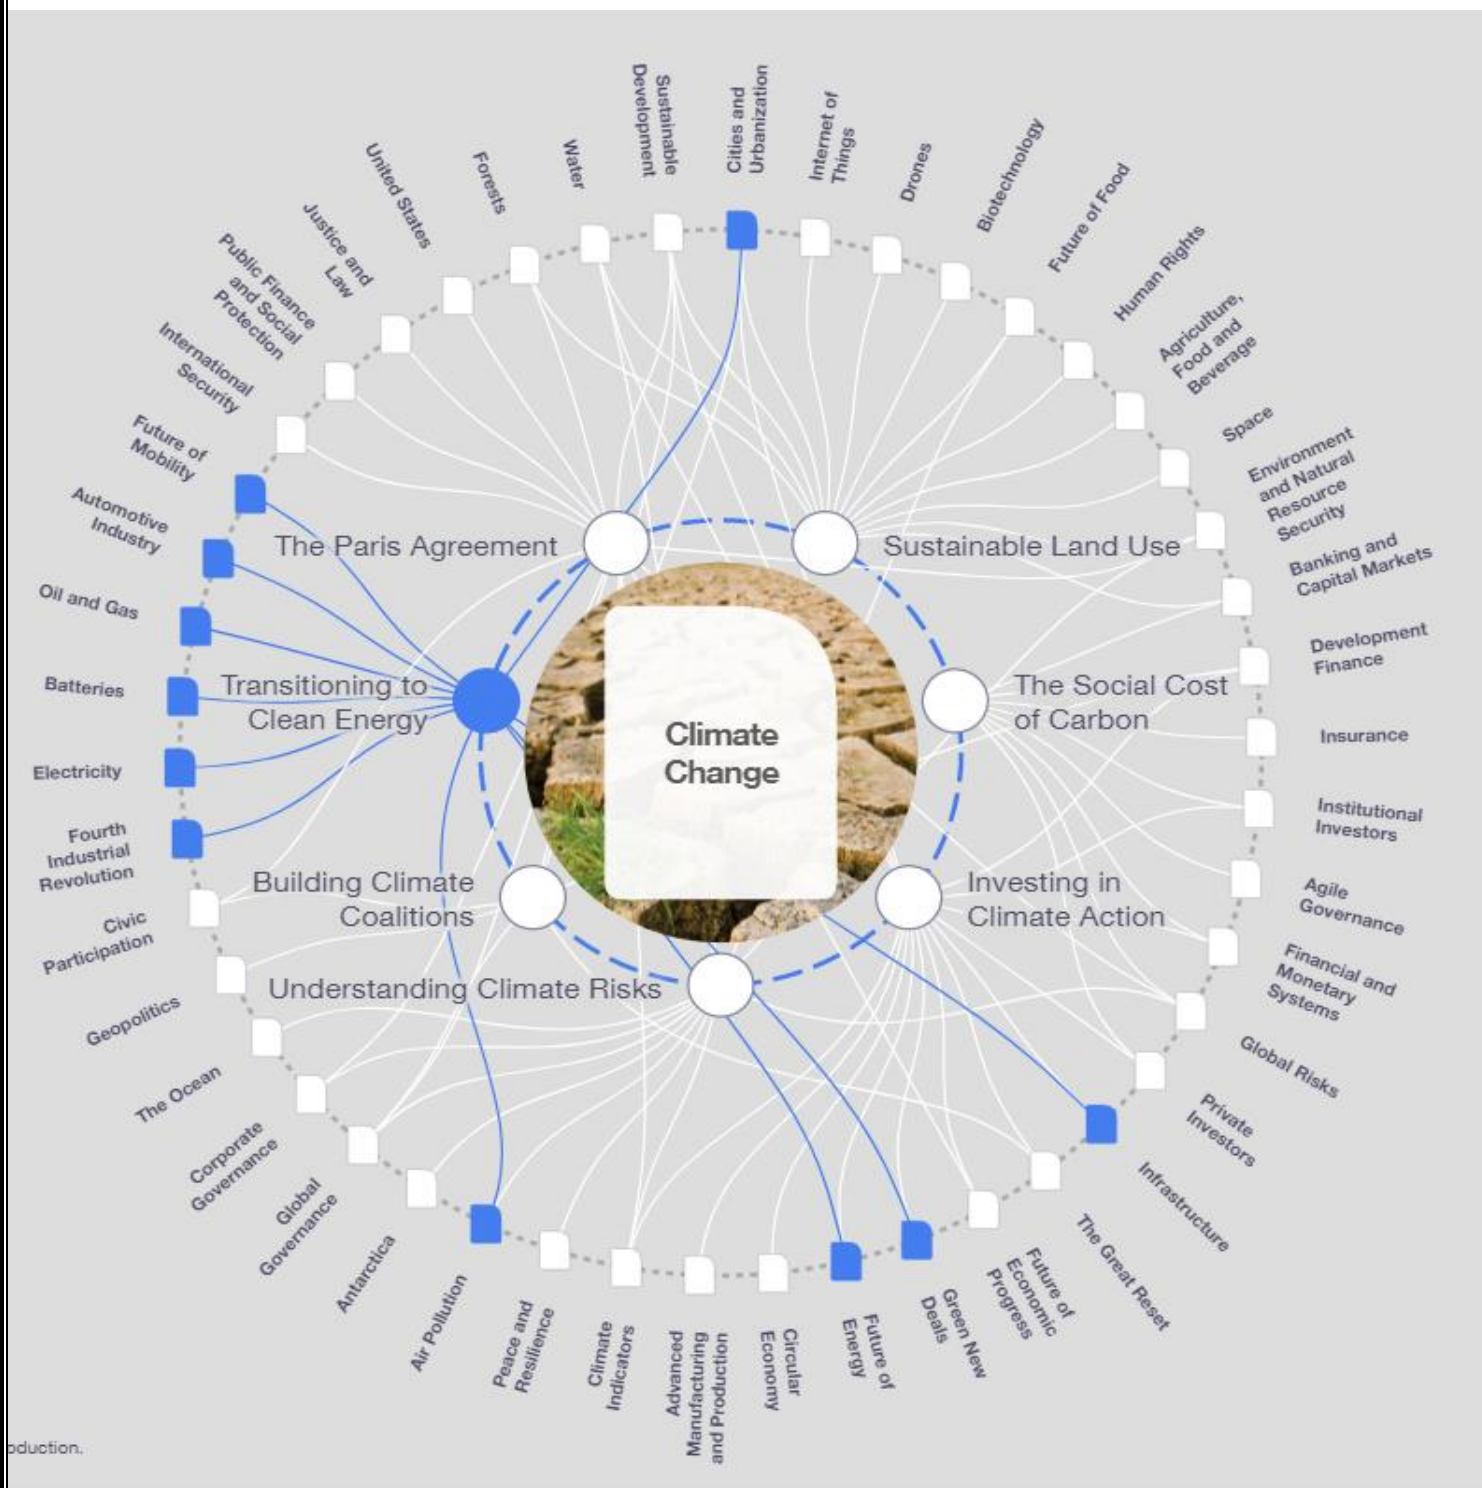 Climate
Change
The Paris Agreement
Sustainable Land Use
The Social Cost
of Carbon
Investing in
Climate Action
Understanding Climate Risks
Building Climate
Coalitions
Transitioning to
Clean Energy
Cities and
Urbanization
Internet of
Things
Drones
Biotechnology
Future of Food
Human Rights
Agriculture,
Food and
Beverage
Space
Environment
and Natural
Resource
Security
Banking and
Capital Markets
Development
Finance
Insurance
Institutional
Investors
Agile
Governance
Financial and
Monetary
Systems
Global Risks
Private
Investors
Infrastructure
The Great Reset
Future of
Economic
Progress
Green New
Deals
Future of
Energy
Circular
Economy
Advanced
Manufacturing
and Production
Climate
Indicators
Peace and
Resilience
Air Pollution
Antarctica
Global
Governance
Corporate
Governance
The Ocean
Geopolitics
Civic
Participation
Fourth
Industrial
Revolution
Electricity
Batteries
Oil and Gas
Automotive
Industry
Future of
Mobility
International
Security
Public Finance
and Social
Protection
Justice and
Law
United States
Forests
Water
Sustainable
Development